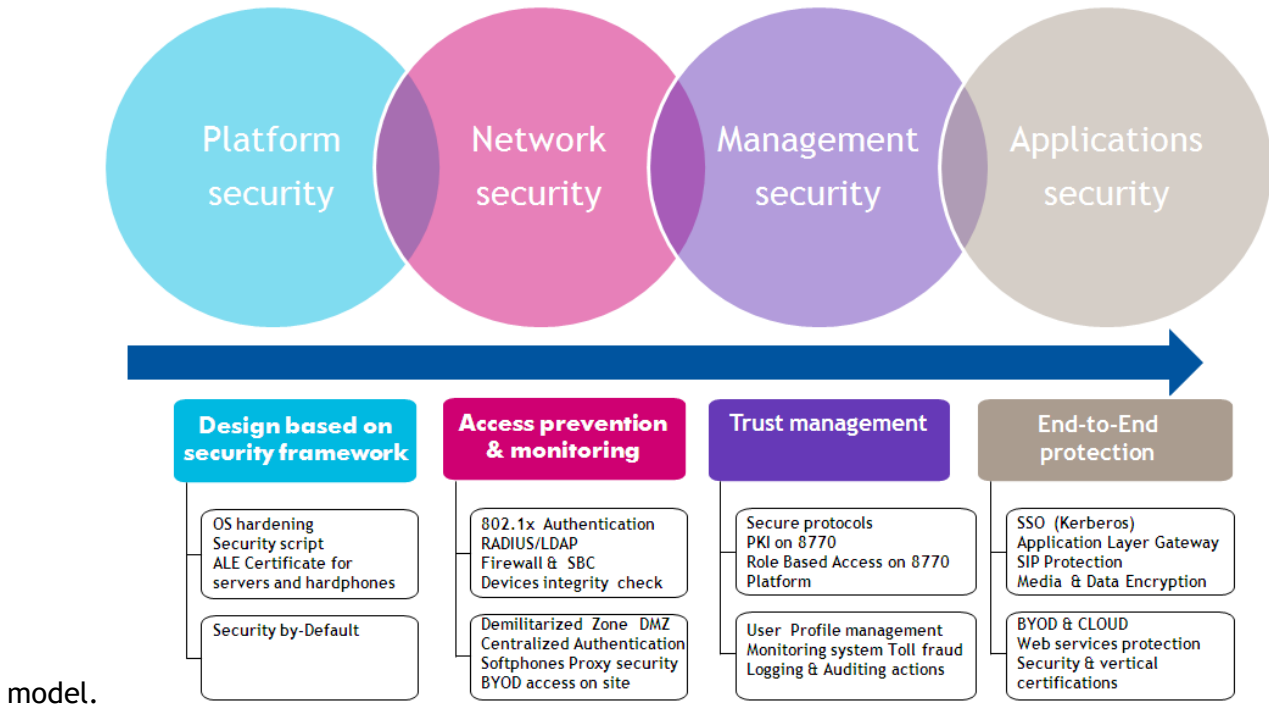 Platform
security
Network
security
Management
security
Applications
security
Design based on
security framework
OS hardening
Security script
ALE Certificate for
servers and hardphones
Security by-Default
Access prevention
& monitoring
802.1x Authentication
RADIUS/LDAP
Firewall & SBC
Devices integrity check
Demilitarized Zone DMZ
Centralized Authentication
Softphones Proxy security
BYOD access on site
Trust management
Secure protocols
PKI on 8770
Role Based Access on 8770
Platform
User Profile management
Monitoring system Toll fraud
Logging & Auditing actions
End-to-End
protection
SSO (Kerberos)
Application Layer Gateway
SIP Protection
Media & Data Encryption
BYOD & CLOUD
Web services protection
Security & vertical
certifications
model.